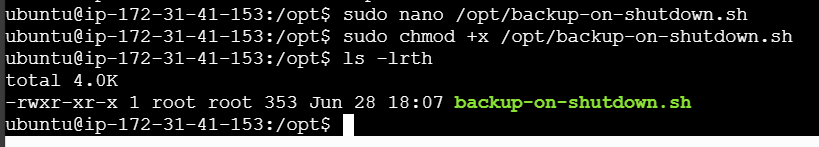 ubuntu@ip-172-31-41-153:/opt$ sudo nano /opt/backup-on-shutdown.sh
ubuntu@ip-172-31-41-153:/opt$ sudo chmod +x /opt/backup-on-shutdown.sh
ubuntu@ip-172-31-41-153:/opt$ ls -lrth
total 4.0K
-rwxr-xr-x 1 root root 353 Jun 28 18:07 backup-on-shutdown.sh
ubuntu@ip-172-31-41-153:/opt$